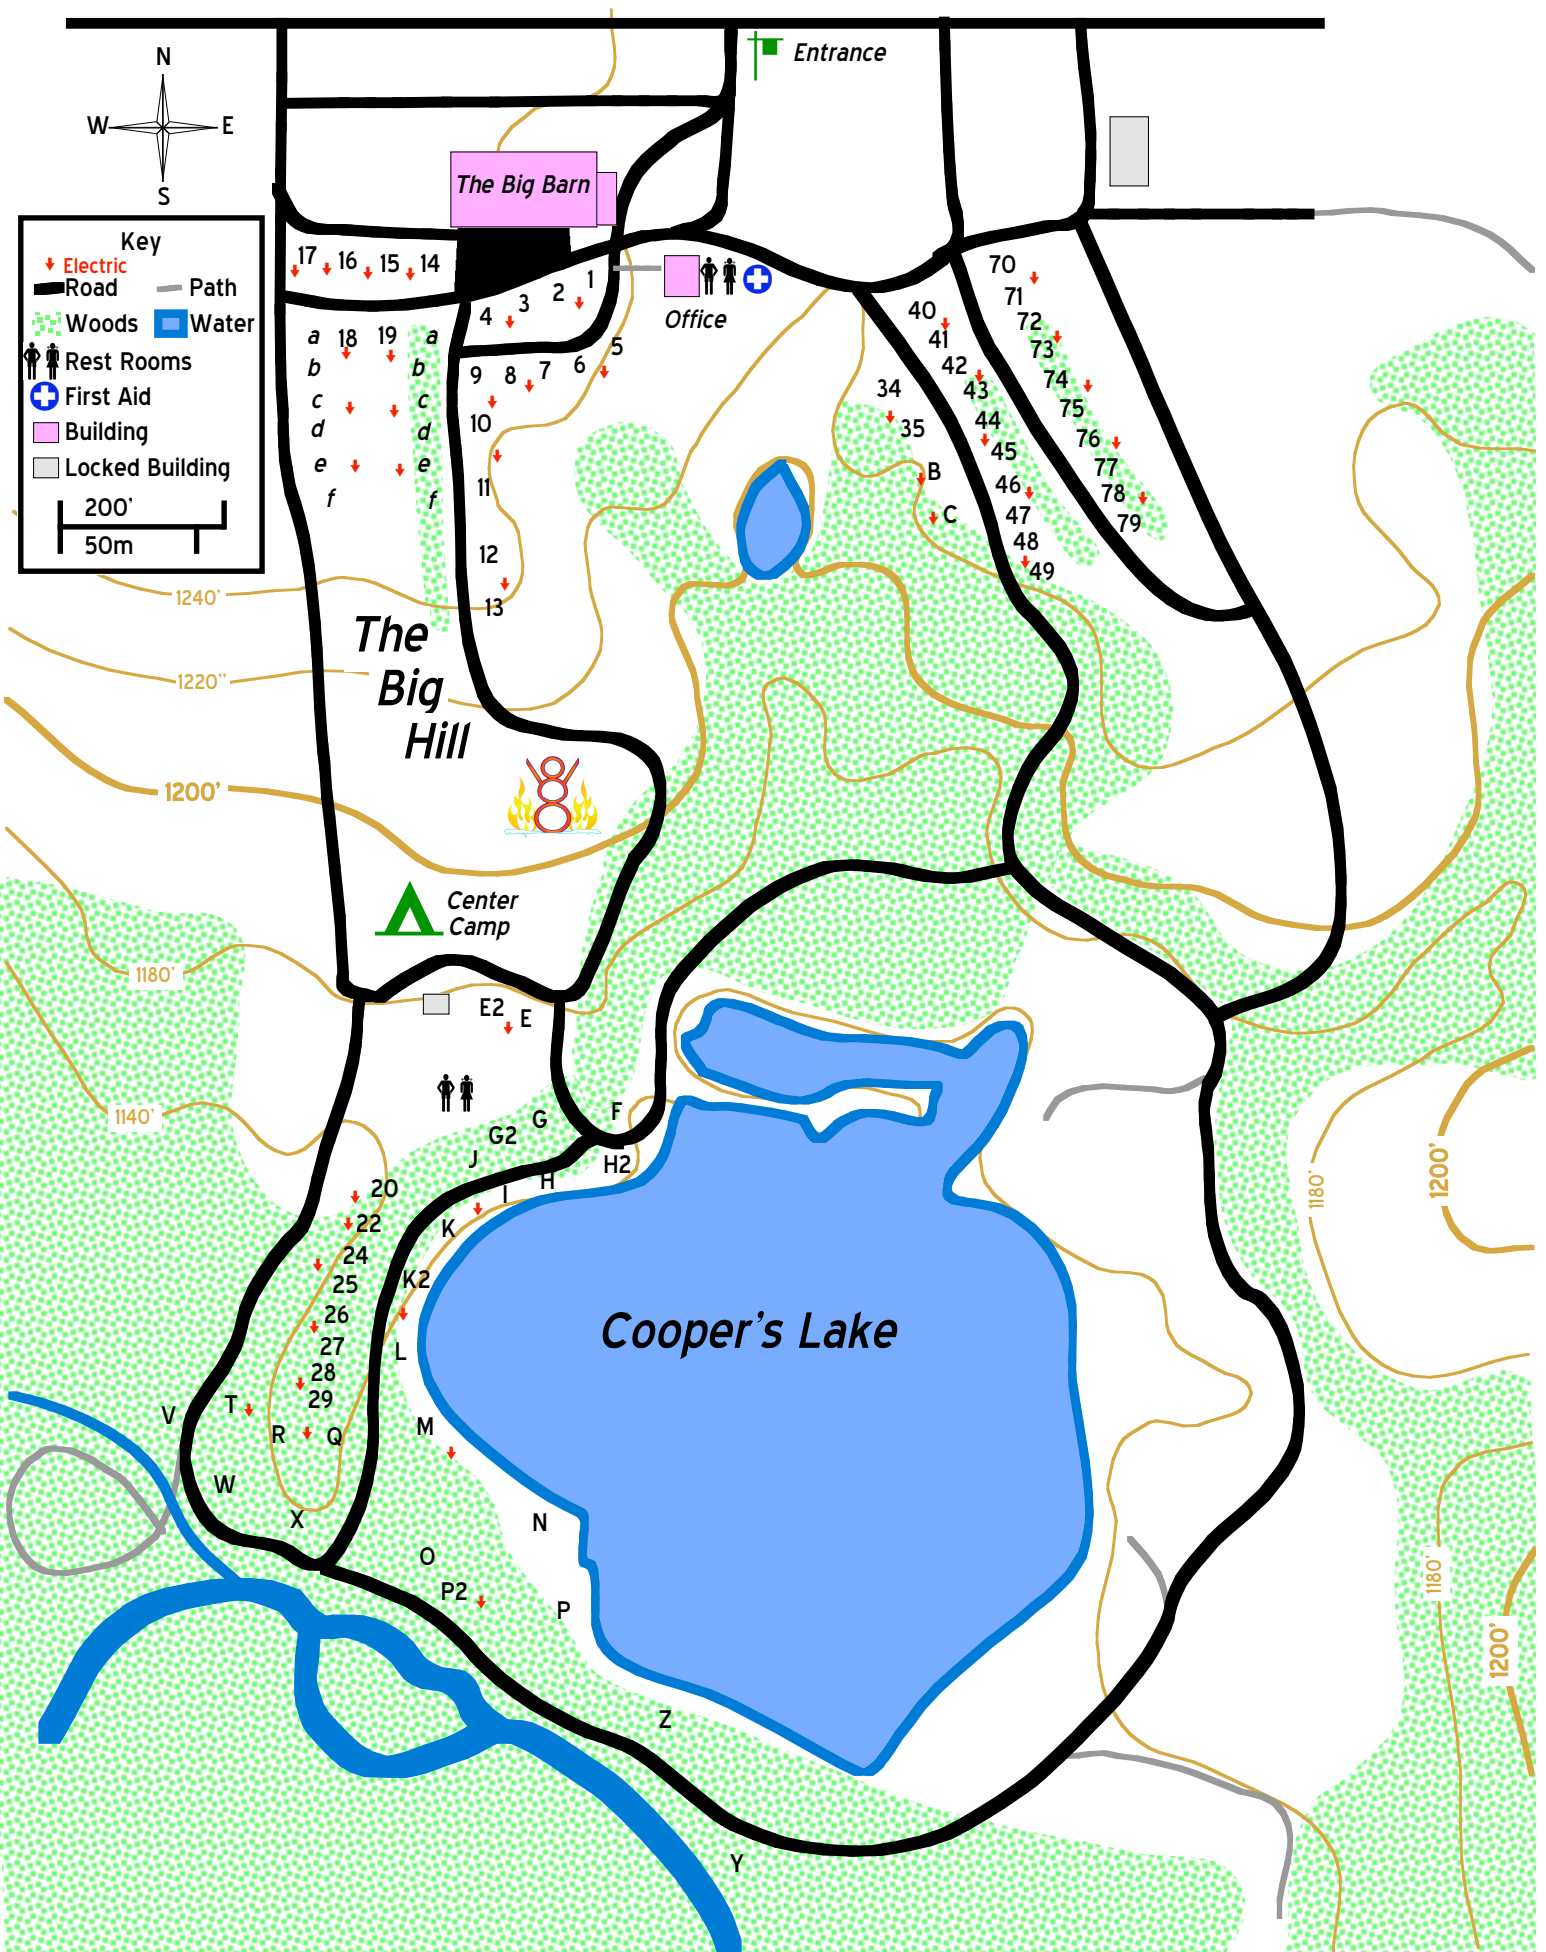 N
W E
S
Entrance
The Big Barn
Key
Electric
Road
Path
Woods
Water
Rest Rooms
First Aid
Building
Locked Building
200'
50m
17
16
15
14
1
2
3
4
Office
5
6
7
8
9
10
11
12
13
a
18
19
a
b
b
c
c
d
d
e
e
f
f
40
41
42
43
44
45
46
47
48
49
34
35
B
C
70
71
72
73
74
75
76
77
78
79
1240'
1220''
1200'
The
Big
Hill
Center
Camp
1180'
E2
E
1140'
F
G
G2
J
H2
H
I
K
K2
L
20
22
24
25
26
27
28
29
Cooper's Lake
V
T
R
Q
M
W
X
N
O
P2
P
Z
Y
1180'
1200'
1180'
1200'